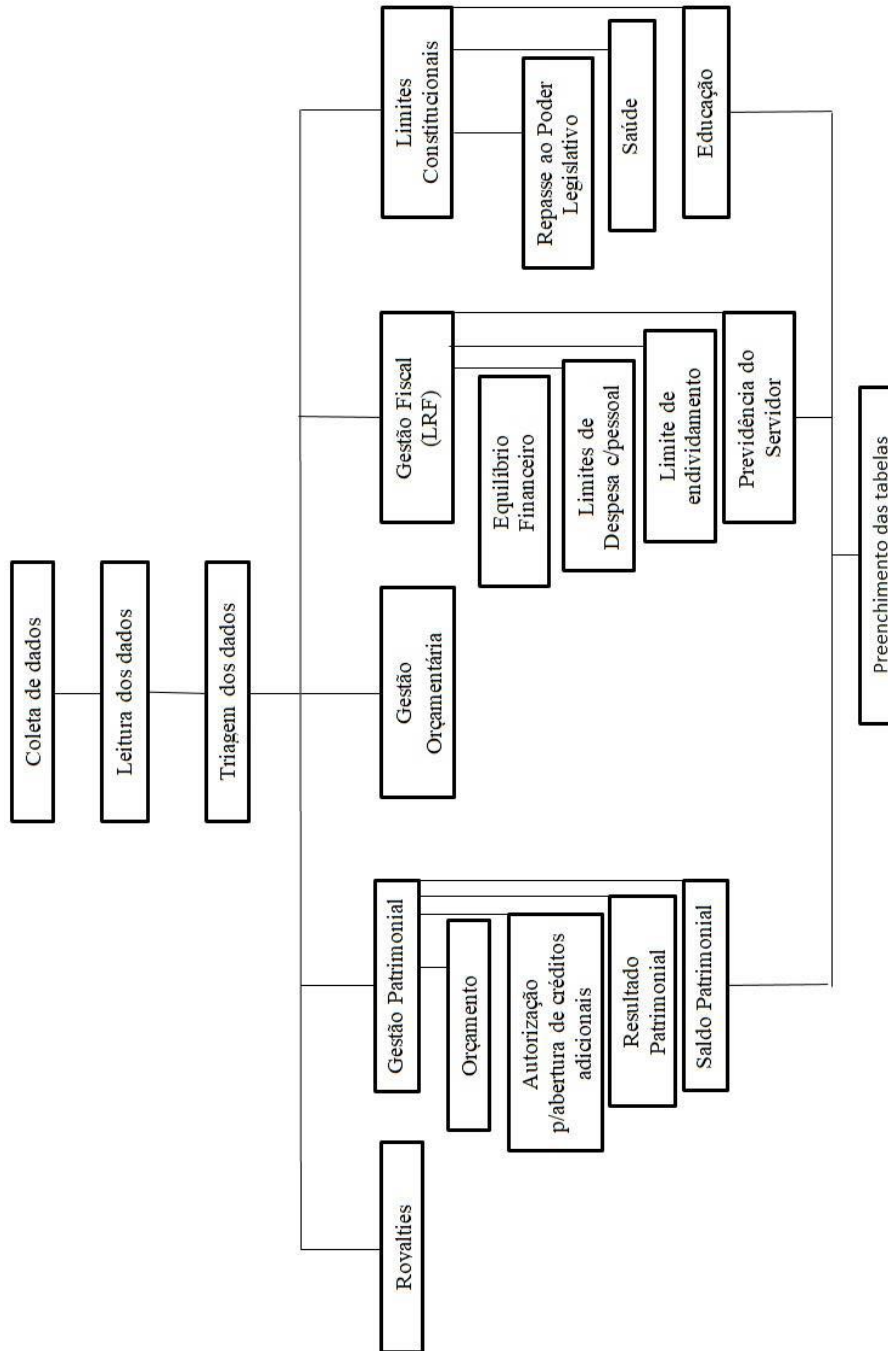 Coleta de dados
Leitura dos dados
Triagem dos dados
Rovalties
Gestão Patrimonial
Orçamento
Autorização
p/abertura de créditos
adicionais
Resultado
Patrimonial
Saldo Patrimonial
Gestão
Orçamentária
Gestão Fiscal
(LRF)
Equilíbrio
Financeiro
Limites de
Despesa c/pessoal
Limite de
endividamento
Previdência do
Servidor
Limites
Constitucionais
Repasse ao Poder
Legislativo
Saúde
Educação
Preenchimento das tabelas